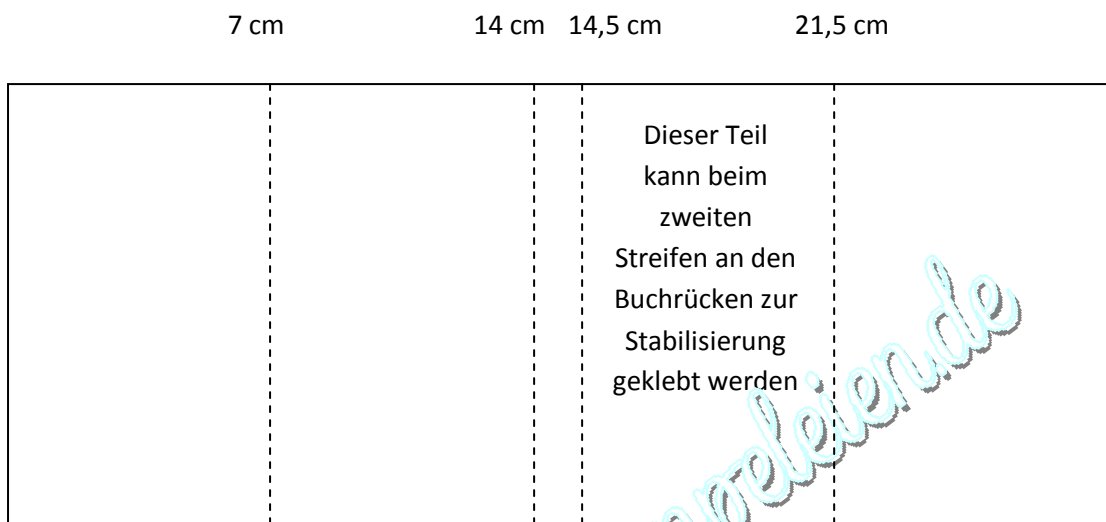 7 cm 14 cm 14,5 cm 21,5 cm
Dieser Teil
kann beim
zweiten
Streifen an den
Buchrücken zur
Stabilisierung
geklebt werden